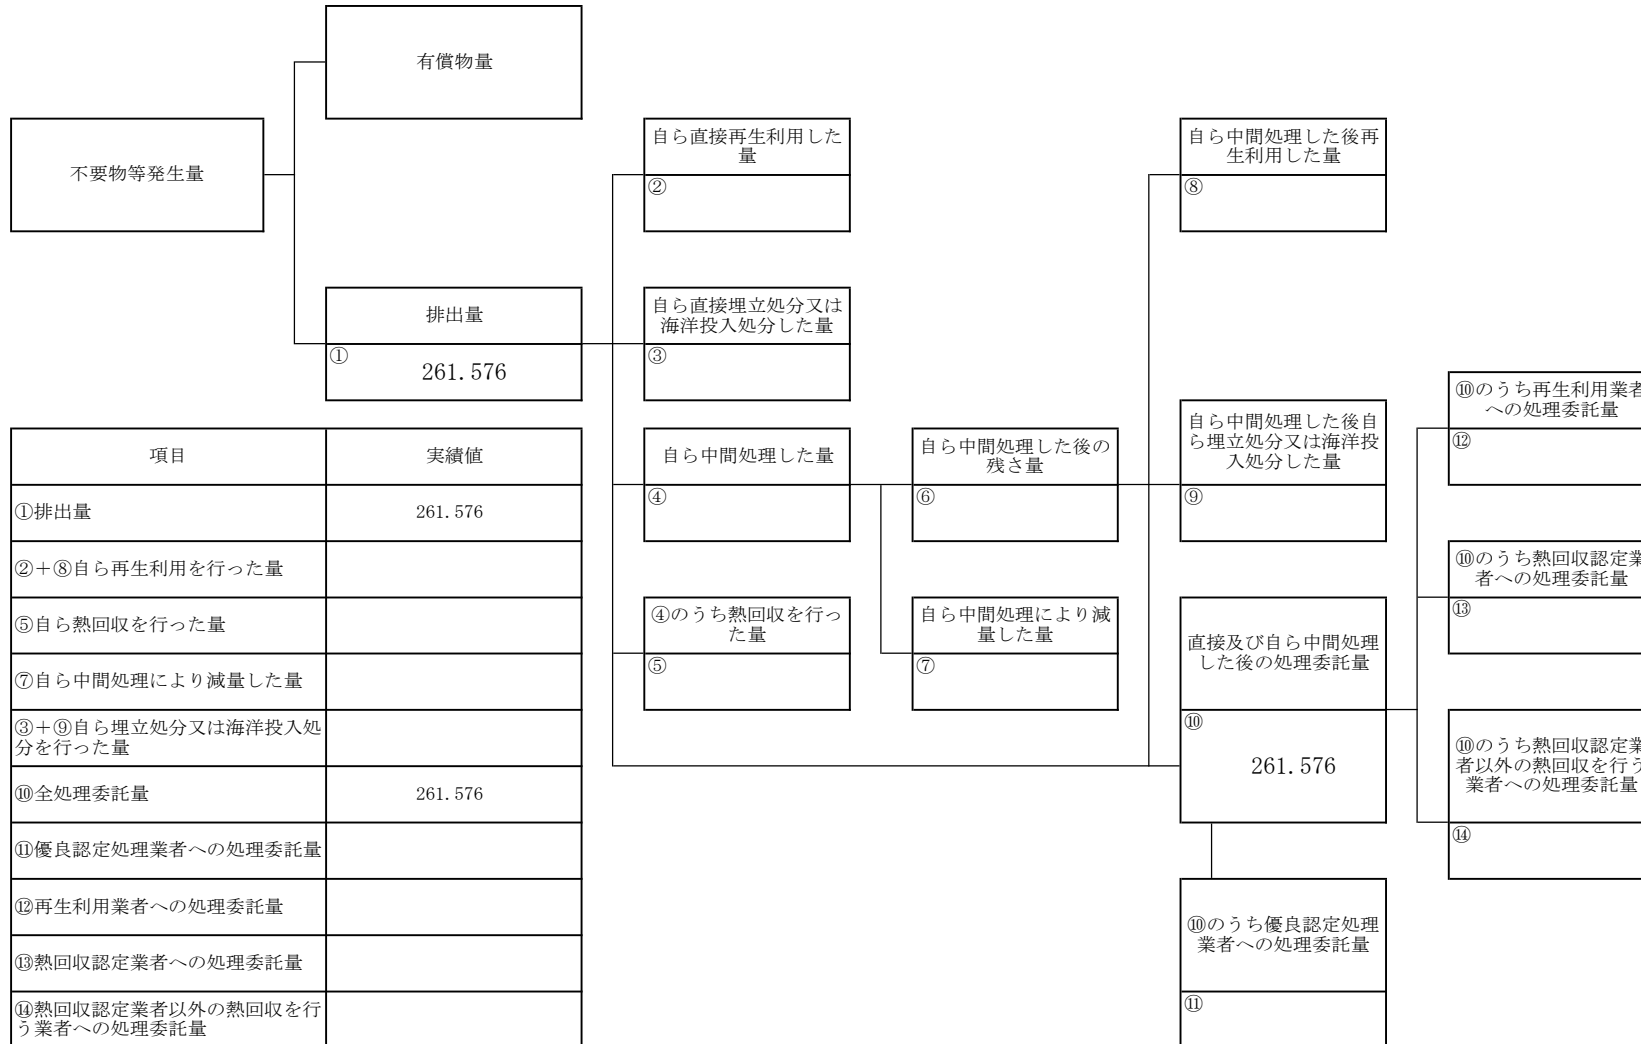 有償物量
不要物等発生量
自ら直接再生利用した
量
②
自ら中間処理した後再
生利用した量
⑧
排出量
①
261.576
自ら直接埋立処分又は
海洋投入処分した量
③
自ら中間処理した量
④
自ら中間処理した後の
残さ量
⑥
自ら中間処理した後自
ら埋立処分又は海洋投
入処分した量
⑨
⑩のうち再生利用業者
への処理委託量
⑫
⑩のうち熱回収認定業
者への処理委託量
⑬
④のうち熱回収を行っ
た量
⑤
自ら中間処理により減
量した量
⑦
直接及び自ら中間処理
した後の処理委託量
⑩
261.576
⑩のうち熱回収認定業
者以外の熱回収を行う
業者への処理委託量
⑭
⑩のうち優良認定処理
業者への処理委託量
⑪
項目 実績値
①排出量 261.576
②＋⑧自ら再生利用を行った量
⑤自ら熱回収を行った量
⑦自ら中間処理により減量した量
③＋⑨自ら埋立処分又は海洋投入処
分を行った量
⑩全処理委託量 261.576
⑪優良認定処理業者への処理委託量
⑫再生利用業者への処理委託量
⑬熱回収認定業者への処理委託量
⑭熱回収認定業者以外の熱回収を行
う業者への処理委託量